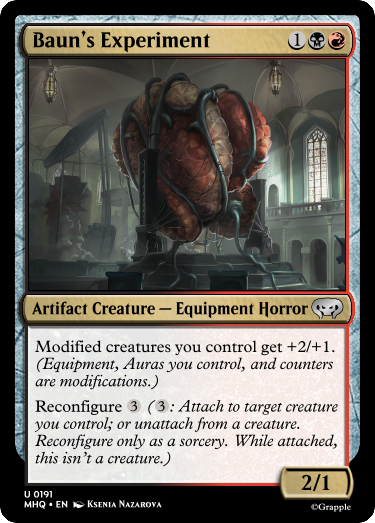 Baun's Experiment 1
Artifact Creature — Equipment Horror
Modified creatures you control get +2/+1.
(Equipment, Auras you control, and counters
are modifications.)
Reconfigure 3 (3: Attach to target creature
you control; or unattach from a creature.
Reconfigure only as a sorcery. While attached,
this isn't a creature.)
2/1
U 0191
MHQ • EN Ksenia Nazarova
©Grapple